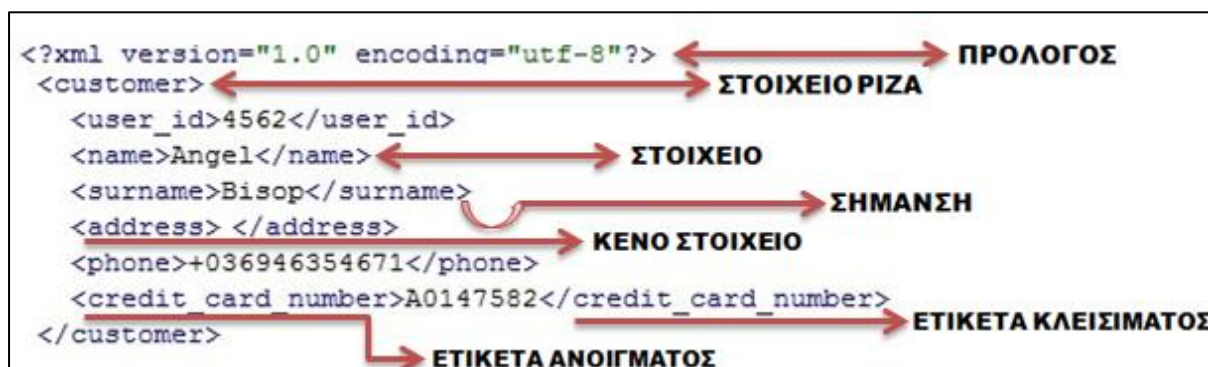 <?xml version="1.0" encoding="utf-8"?> ΠΡΟΛΟΓΟΣ
<customer> ΣΤΟΙΧΕΙΟ ΡΙΖΑ
<user_id>4562</user_id>
<name>Angel</name> ΣΤΟΙΧΕΙΟ
<surname>Bisop</surname>
ΣΗΜΑΝΣΗ
<address> </address>
ΚΕΝΟ ΣΤΟΙΧΕΙΟ
<phone>+036946354671</phone>
<credit_card_number>A0147582</credit_card_number>
ΕΤΙΚΕΤΑ ΚΛΕΙΣΙΜΑΤΟΣ
</customer>
ΕΤΙΚΕΤΑ ΑΝΟΙΓΜΑΤΟΣ